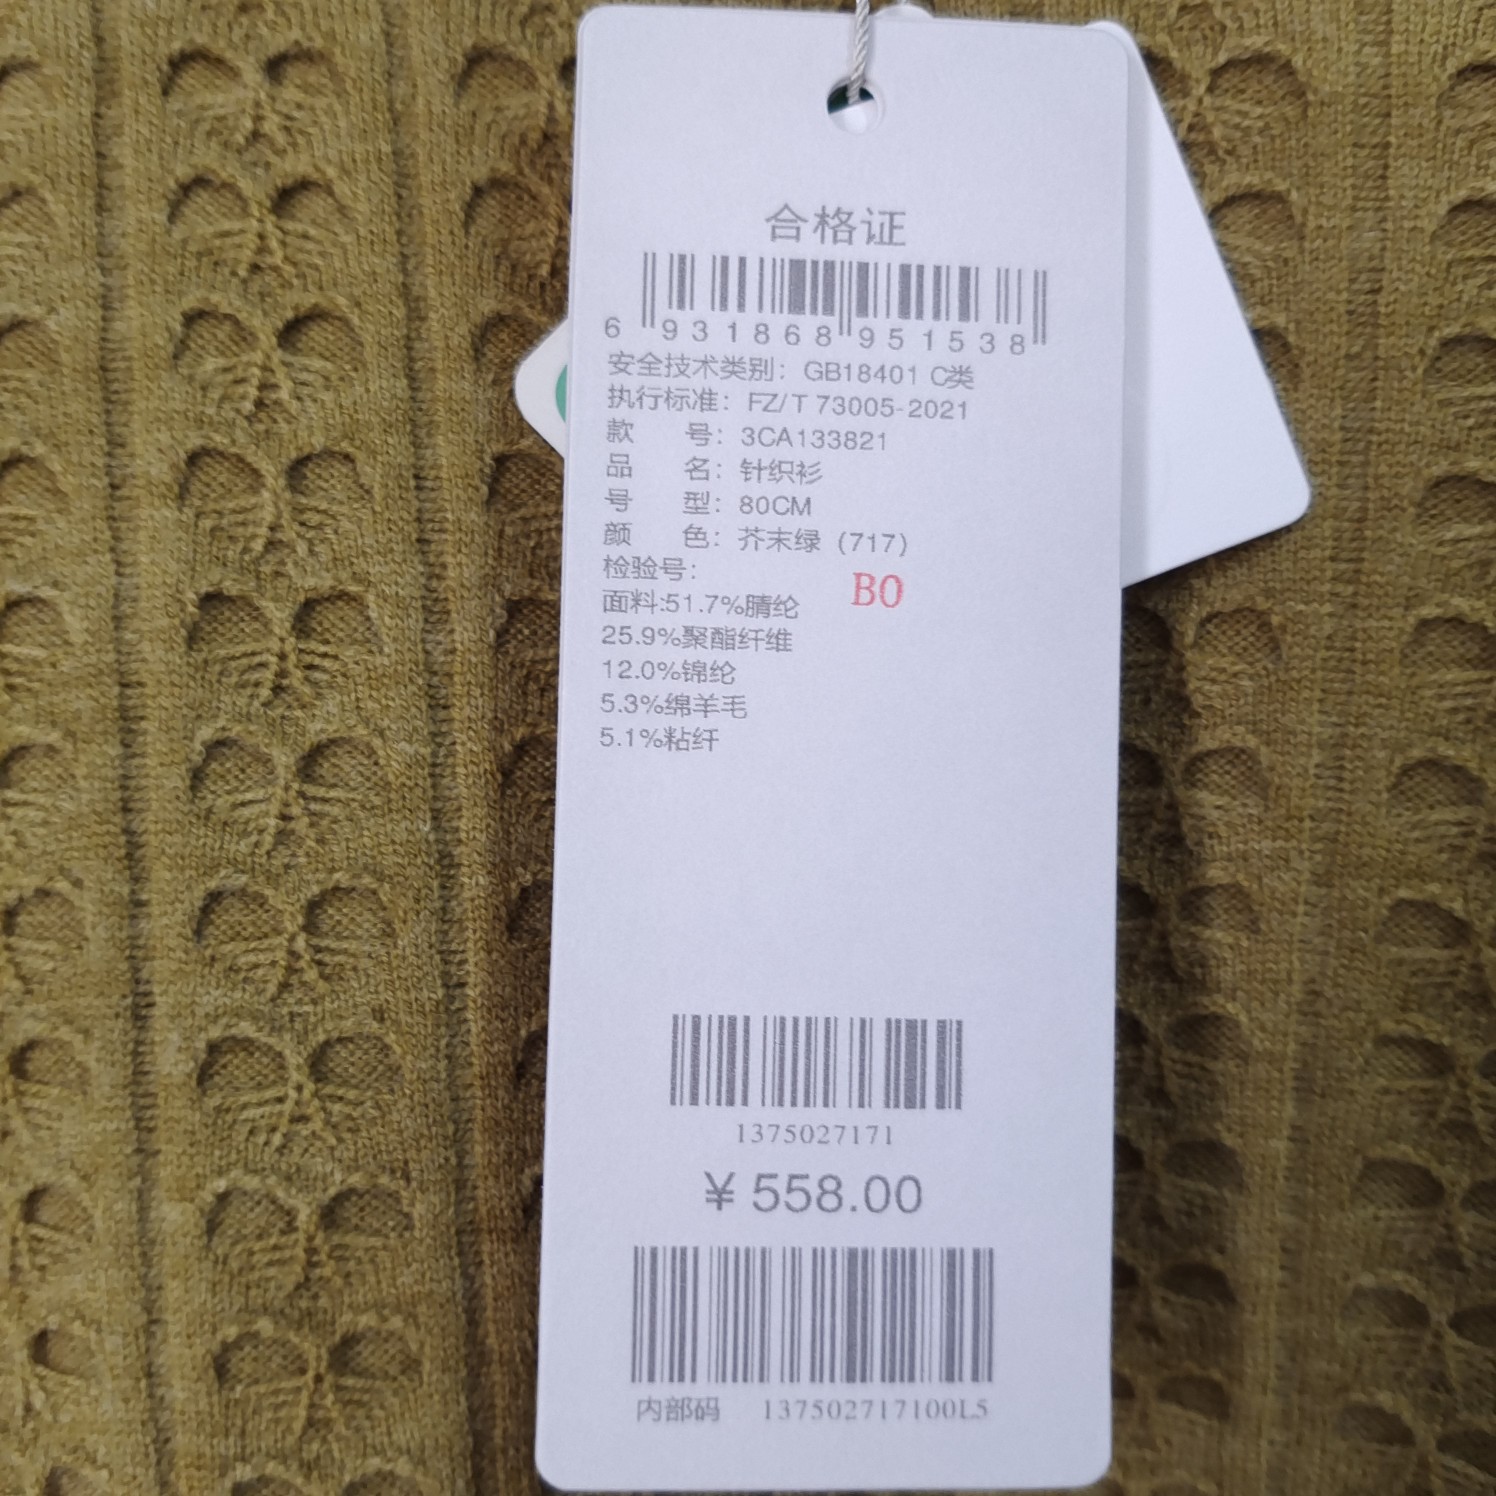 合格证
6 931868 951538
安全技术类别：GB18401 C类
执行标准：FZ/T 73005-2021
款 号：3CA133821
品 名：针织衫
号 型：80CM
颜 色：芥末绿（717）
检验号：
B0
面料:51.7%腈纶
25.9%聚酯纤维
12.0%锦纶
5.3%绵羊毛
5.1%粘纤
1375027171
¥ 558.00
内部码 137502717100L5